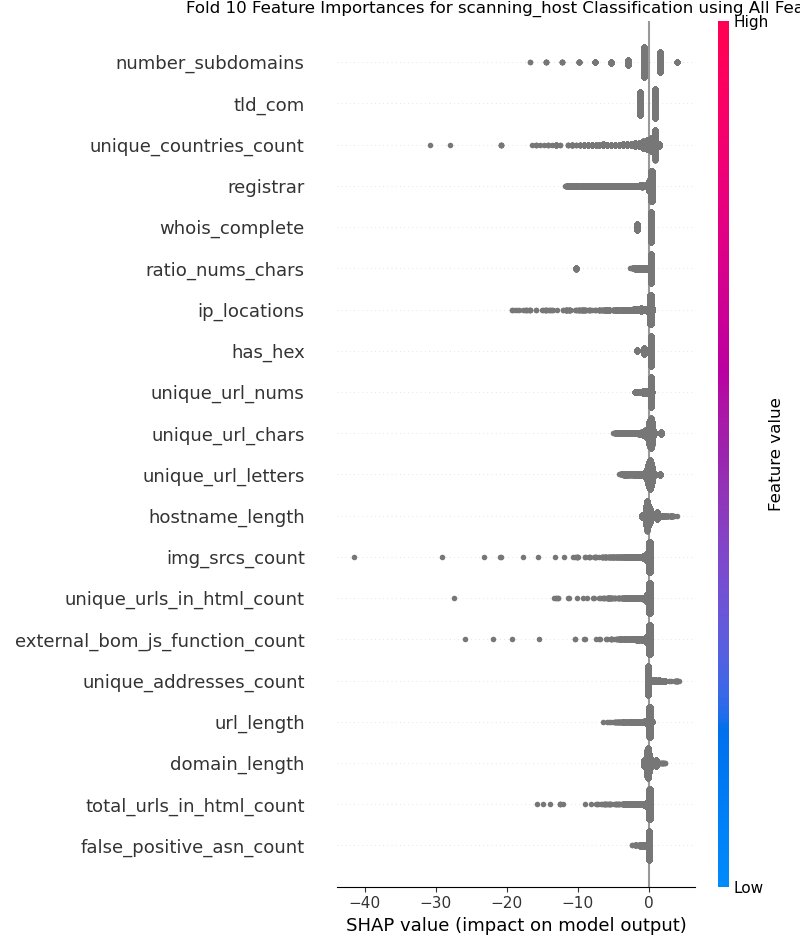 Fold 10 Feature Importances for scanning_host Classification using All Fea
High
number_subdomains
tld_com
unique_countries_count
registrar
whois_complete
ratio_nums_chars
ip_locations
has_hex
unique_url_nums
unique_url_chars
unique_url_letters
hostname_length
img_srcs_count
unique_urls_in_html_count
external_bom_js_function_count
unique_addresses_count
url_length
domain_length
total_urls_in_html_count
false_positive_asn_count
Feature value
Low
−40 −30 −20 −10 0
SHAP value (impact on model output)